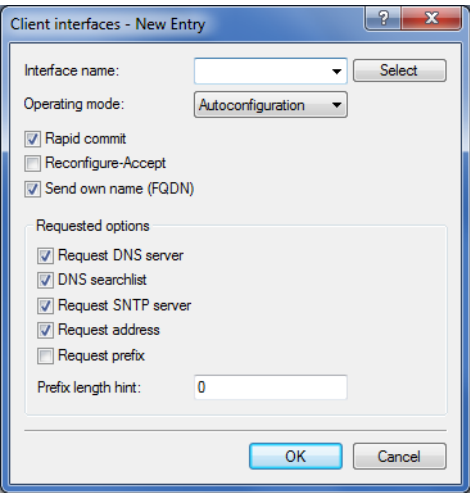 Client interfaces - New Entry
?
Interface name:
Select
Operating mode:
Autoconfiguration
Rapid commit
Reconfigure-Accept
Send own name (FQDN)
Requested options
Request DNS server
DNS searchlist
Request SNTP server
Request address
Request prefix
Prefix length hint:
0
OK
Cancel